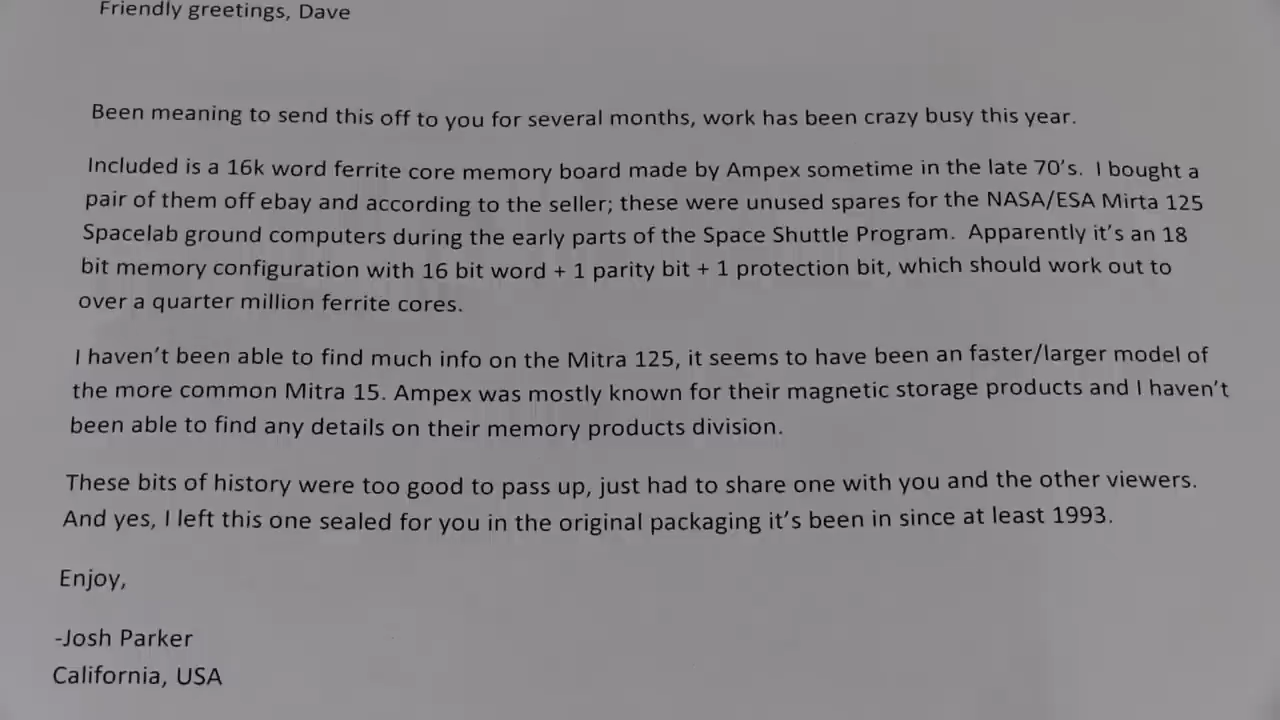 Friendly greetings, Dave
Been meaning to send this off to you for several months, work has been crazy busy this year.
Included is a 16k word ferrite core memory board made by Ampex sometime in the late 70's. I bought a
pair of them off ebay and according to the seller; these were unused spares for the NASA/ESA Mirta 125
Spacelab ground computers during the early parts of the Space Shuttle Program. Apparently it's an 18
bit memory configuration with 16 bit word + 1 parity bit + 1 protection bit, which should work out to
over a quarter million ferrite cores.
I haven't been able to find much info on the Mitra 125, it seems to have been an faster/larger model of
the more common Mitra 15. Ampex was mostly known for their magnetic storage products and I haven't
been able to find any details on their memory products division.
These bits of history were too good to pass up, just had to share one with you and the other viewers.
And yes, I left this one sealed for you in the original packaging it's been in since at least 1993.
Enjoy,
-Josh Parker
California, USA